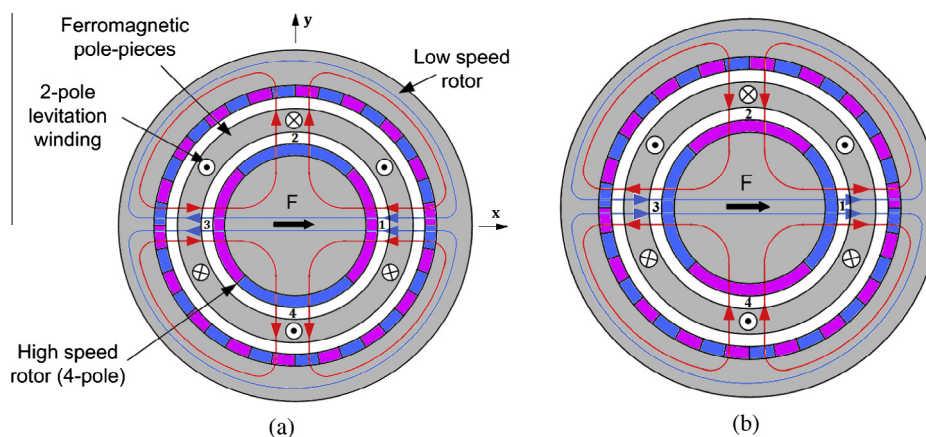 Ferromagnetic
pole-pieces
y
Low speed
rotor
2-pole
levitation
winding
2
F
x
3
1
4
High speed
rotor (4-pole)
(a)
2
F
3
1
4
(b)